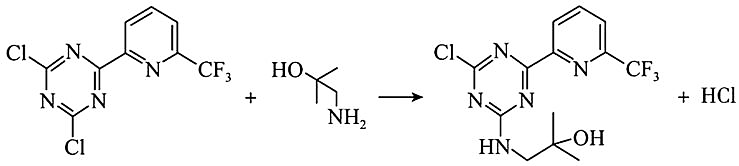 Cl N N N Cl N CF₃ + HO NH₂ → Cl N N N HN OH N CF₃ + HCl